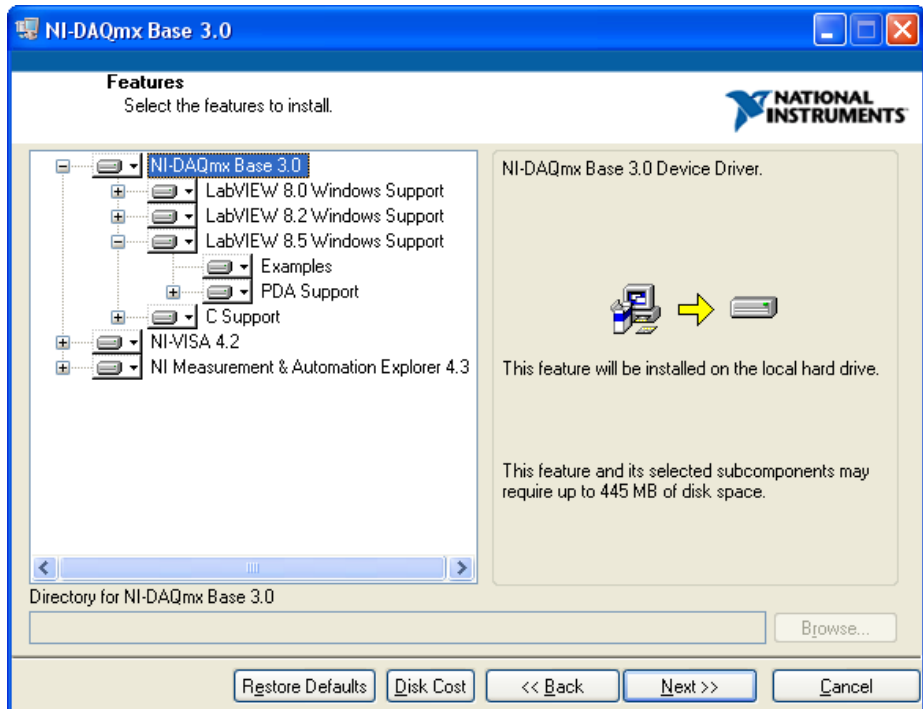 NI-DAQmx Base 3.0
Features
Select the features to install.
NATIONAL
INSTRUMENTS
NI-DAQmx Base 3.0
LabVIEW 8.0 Windows Support
LabVIEW 8.2 Windows Support
LabVIEW 8.5 Windows Support
Examples
PDA Support
C Support
NI-VISA 4.2
NI Measurement & Automation Explorer 4.3
NI-DAQmx Base 3.0 Device Driver.
This feature will be installed on the local hard drive.
This feature and its selected subcomponents may
require up to 445 MB of disk space.
Directory for NI-DAQmx Base 3.0
Browse...
Restore Defaults
Disk Cost
<< Back
Next >>
Cancel